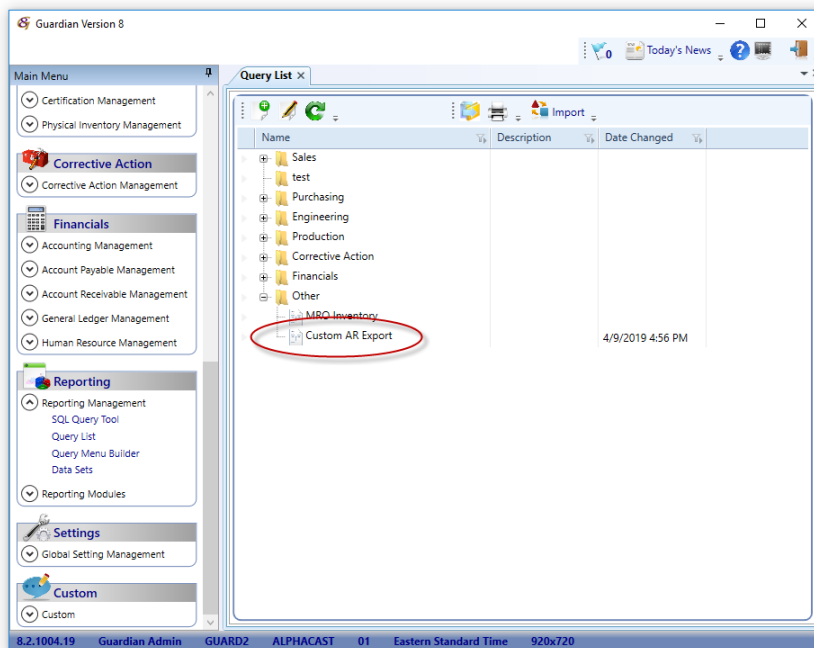 Guardian Version 8
0 Today's News
Main Menu
Query List
Certification Management
Physical Inventory Management
Corrective Action
Corrective Action Management
Financials
Accounting Management
Account Payable Management
Account Receivable Management
General Ledger Management
Human Resource Management
Reporting
Reporting Management
SQL Query Tool
Query List
Query Menu Builder
Data Sets
Reporting Modules
Settings
Global Setting Management
Custom
Custom
Import
Name Description Date Changed
Sales
test
Purchasing
Engineering
Production
Corrective Action
Financials
Other
MRO Inventory
Custom AR Export 4/9/2019 4:56 PM
8.2.1004.19 Guardian Admin GUARD2 ALPHACAST 01 Eastern Standard Time 920x720